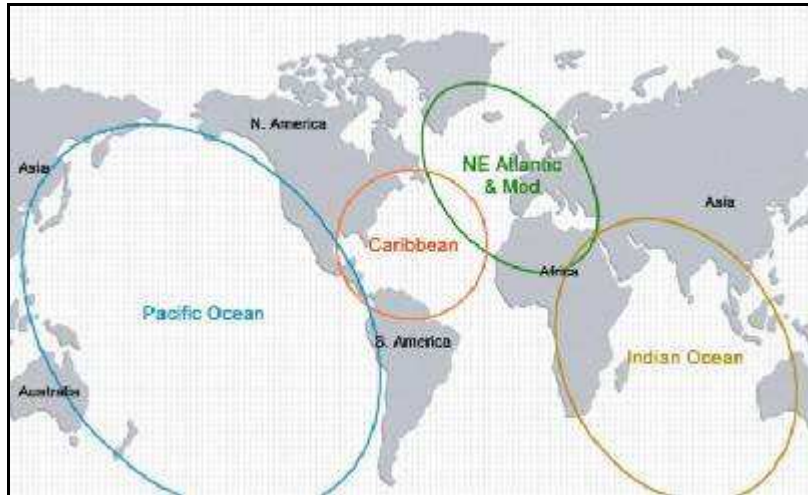 N. America
NE Atlantic
& Med
Asia
Asia
Caribbean
Africa
Pacific Ocean
S. America
Indian Ocean
Australia